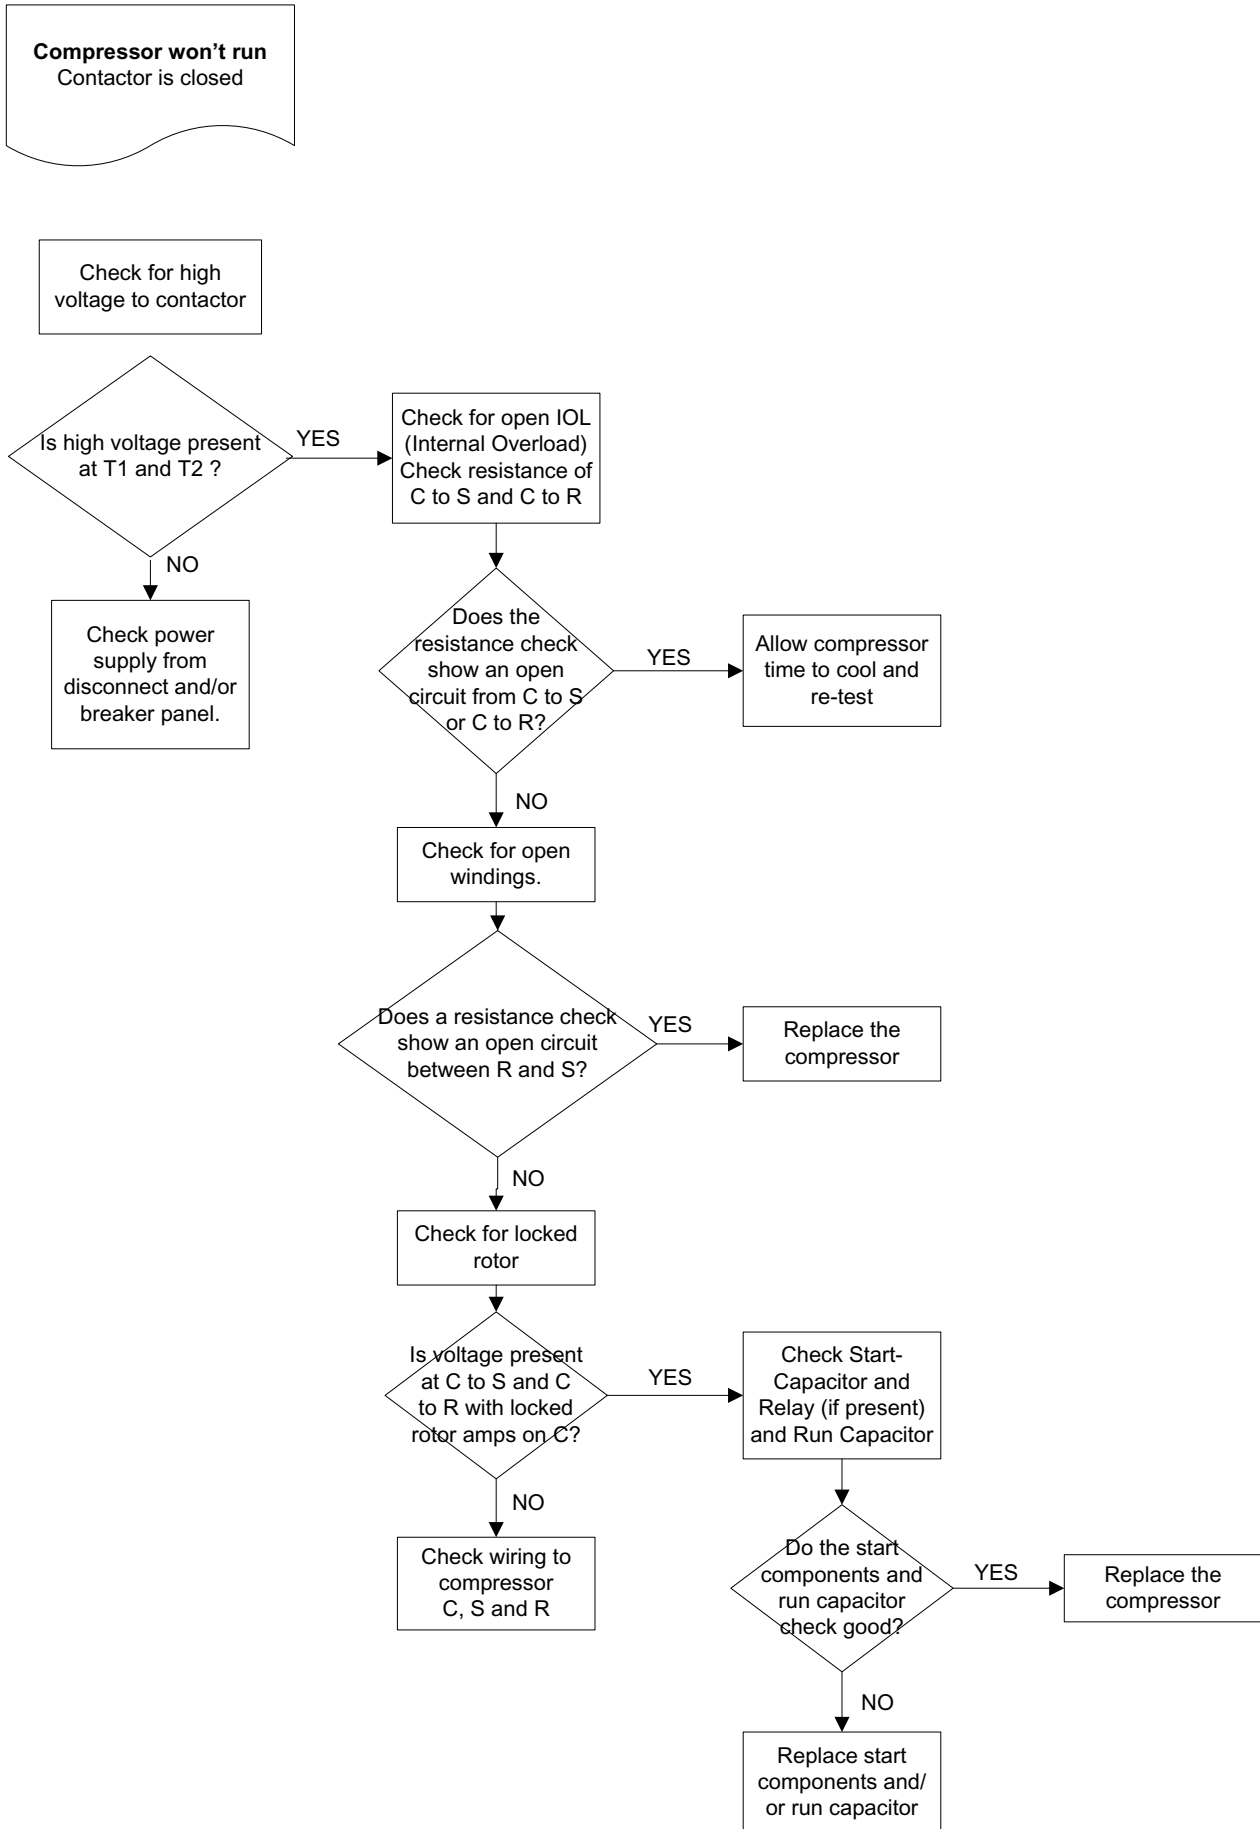 Compressor won't run
Contactor is closed
Check for high
voltage to contactor
Is high voltage present
at T1 and T2 ?
YES
NO
Check power
supply from
disconnect and/or
breaker panel.
Check for open IOL
(Internal Overload)
Check resistance of
C to S and C to R
Does the
resistance check
show an open
circuit from C to S
or C to R?
YES
Allow compressor
time to cool and
re-test
NO
Check for open
windings.
Does a resistance check
show an open circuit
between R and S?
YES
Replace the
compressor
NO
Check for locked
rotor
Is voltage present
at C to S and C
to R with locked
rotor amps on C?
YES
NO
Check wiring to
compressor
C, S and R
Check Start-
Capacitor and
Relay (if present)
and Run Capacitor
Do the start
components and
run capacitor
check good?
YES
Replace the
compressor
NO
Replace start
components and/
or run capacitor